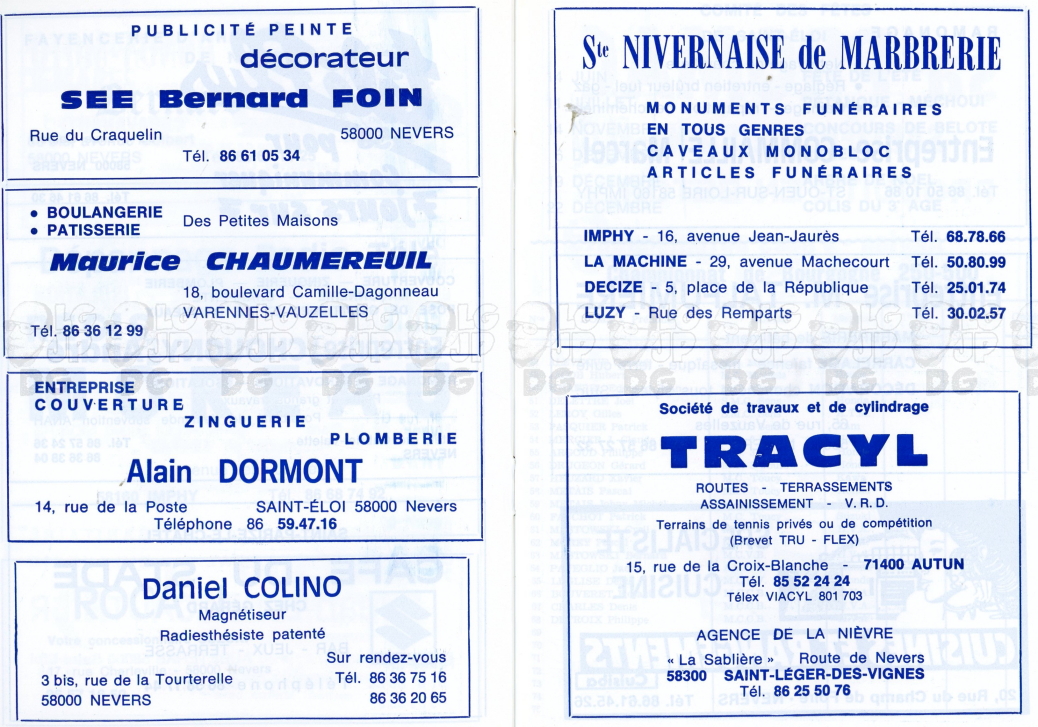 PUBLICITÉ PEINTE
décorateur
SEE Bernard FOIN
Rue du Craquelin 58000 NEVERS
Tél. 86 61 05 34
• BOULANGERIE
• PATISSERIE
Des Petites Maisons
Maurice CHAUMEREUIL
18, boulevard Camille-Dagonneau
VARENNES-VAUZELLES
Tél. 86 36 12 99
ENTREPRISE
COUVERTURE
ZINGUERIE
PLOMBERIE
Alain DORMONT
14, rue de la Poste SAINT-ÉLOI 58000 Nevers
Téléphone 86 59.47.16
Daniel COLINO
Magnétiseur
Radiesthésiste patenté
Sur rendez-vous
3 bis, rue de la Tourterelle Tél. 86 36 75 16
58000 NEVERS 86 36 20 65
Ste NIVERNAISE de MARBRERIE
MONUMENTS FUNÉRAIRES
EN TOUS GENRES
CAVEAUX MONOBLOC
ARTICLES FUNÉRAIRES
IMPHY - 16, avenue Jean-Jaurès Tél. 68.78.66
LA MACHINE - 29, avenue Machecourt Tél. 50.80.99
DECIZE - 5, place de la République Tél. 25.01.74
LUZY - Rue des Remparts Tél. 30.02.57
Société de travaux et de cylindrage
TRACYL
ROUTES - TERRASSEMENTS
ASSAINISSEMENT - V.R.D.
Terrains de tennis privés ou de compétition
(Brevet TRU - FLEX)
15, rue de la Croix-Blanche - 71400 AUTUN
Tél. 85 52 24 24
Télex VIACYL 801 703
AGENCE DE LA NIÈVRE
« La Sablière » Route de Nevers
58300 SAINT-LÉGER-DES-VIGNES
Tél. 86 25 50 76